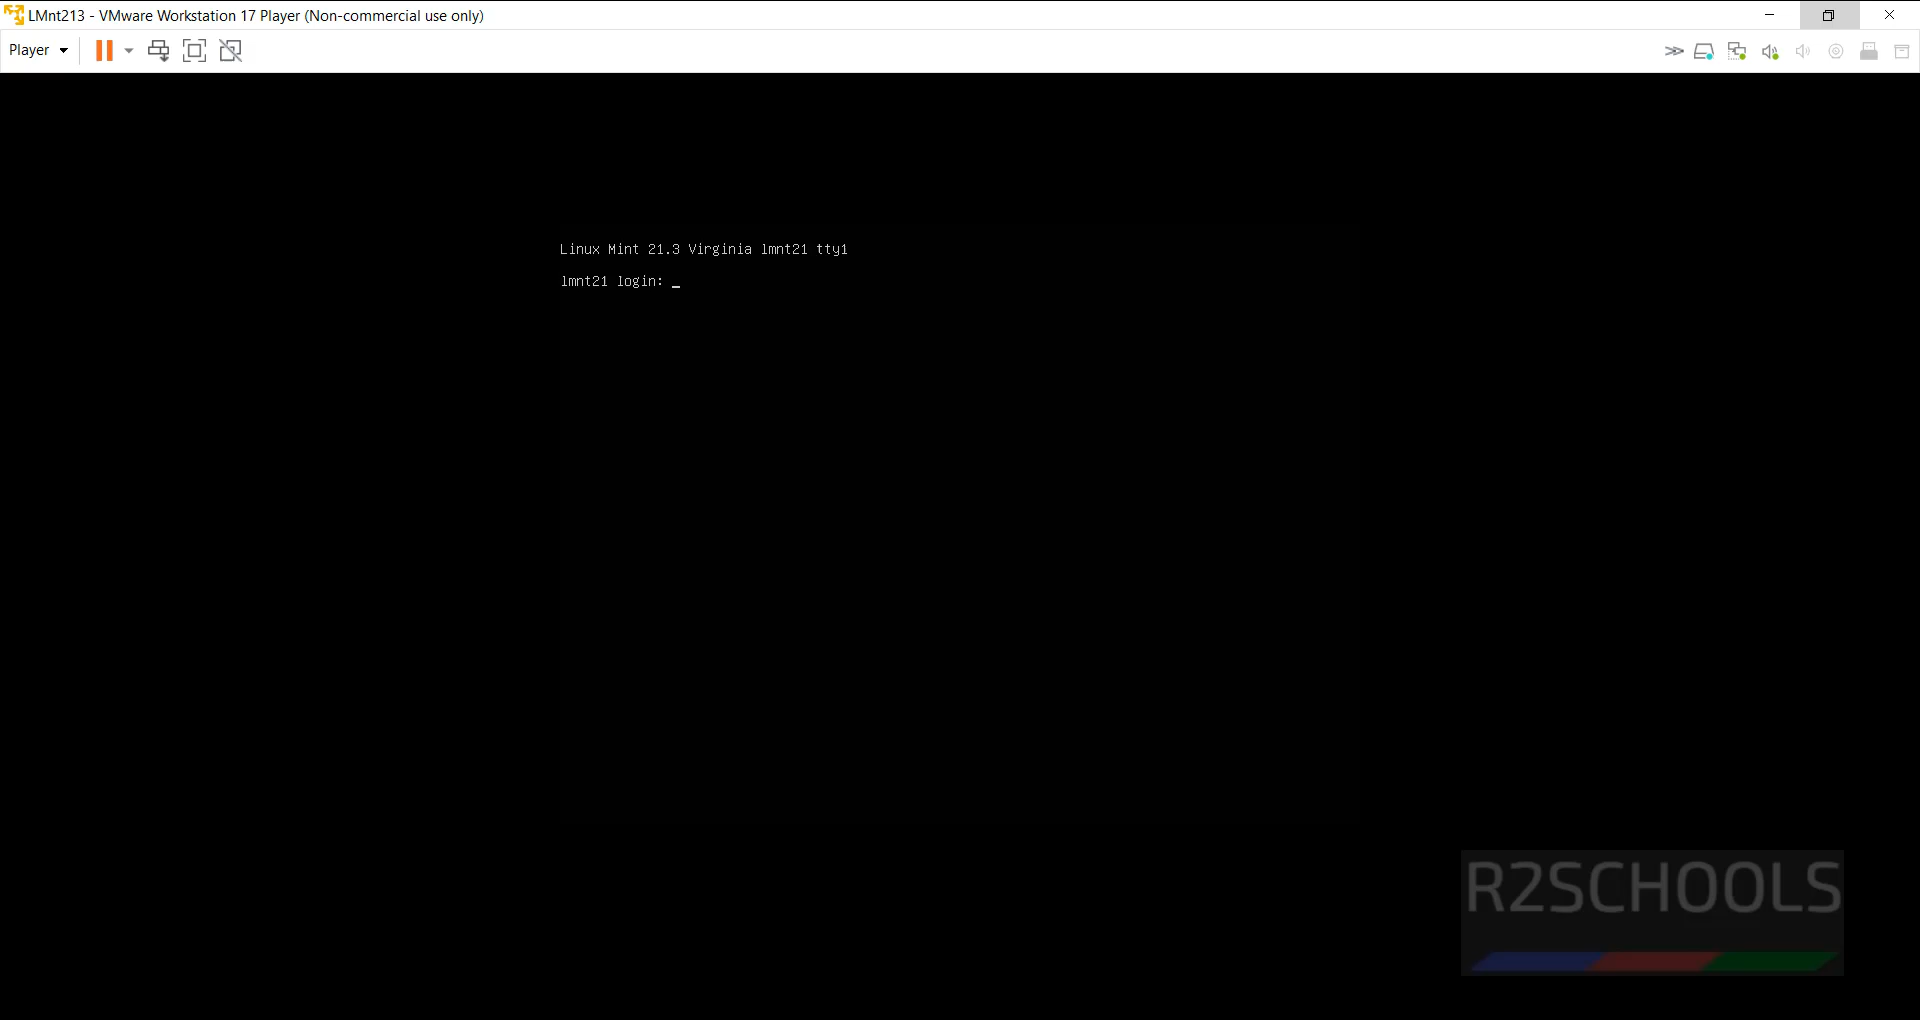 LMnt213 - VMware Workstation 17 Player (Non-commercial use only)
Player
Linux Mint 21.3 Virginia lmnt21 tty1
lmnt21 login: _
R2SCHOOLS